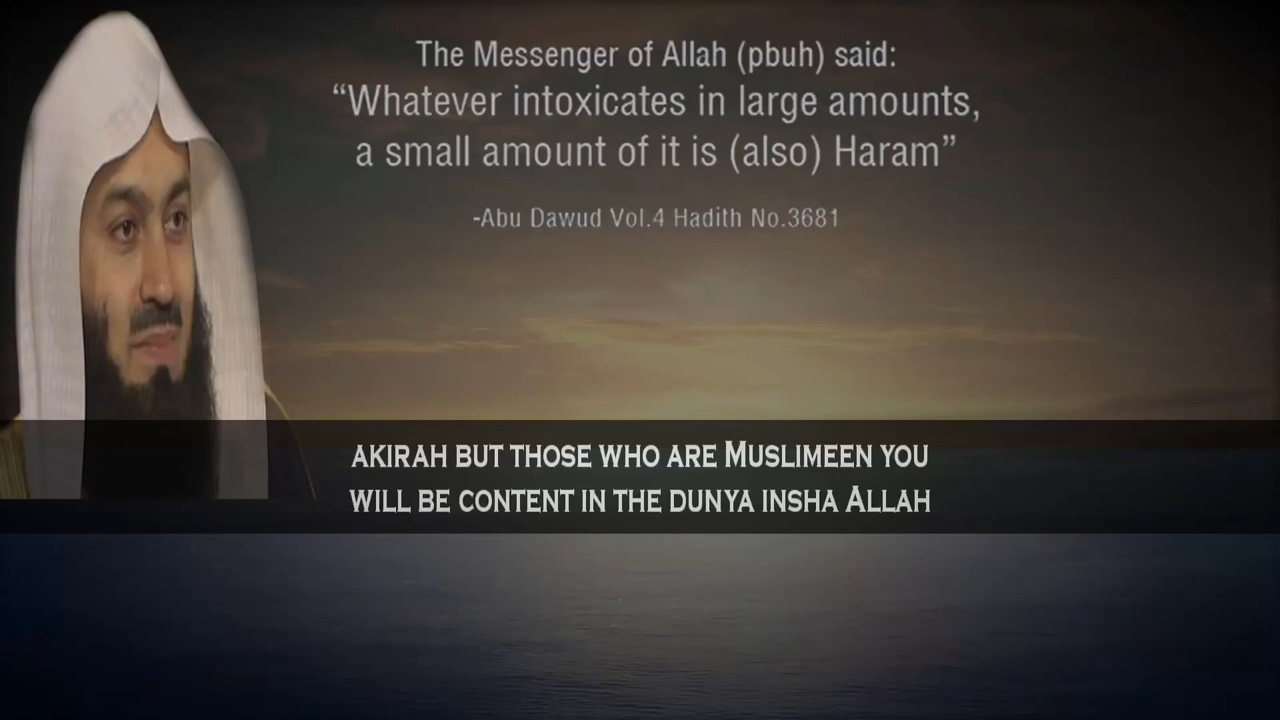 The Messenger of Allah (pbuh) said:
“Whatever intoxicates in large amounts,
a small amount of it is (also) Haram”
-Abu Dawud Vol.4 Hadith No.3681
AKIRAH BUT THOSE WHO ARE MUSLIMEEN YOU
WILL BE CONTENT IN THE DUNYA INSHA ALLAH